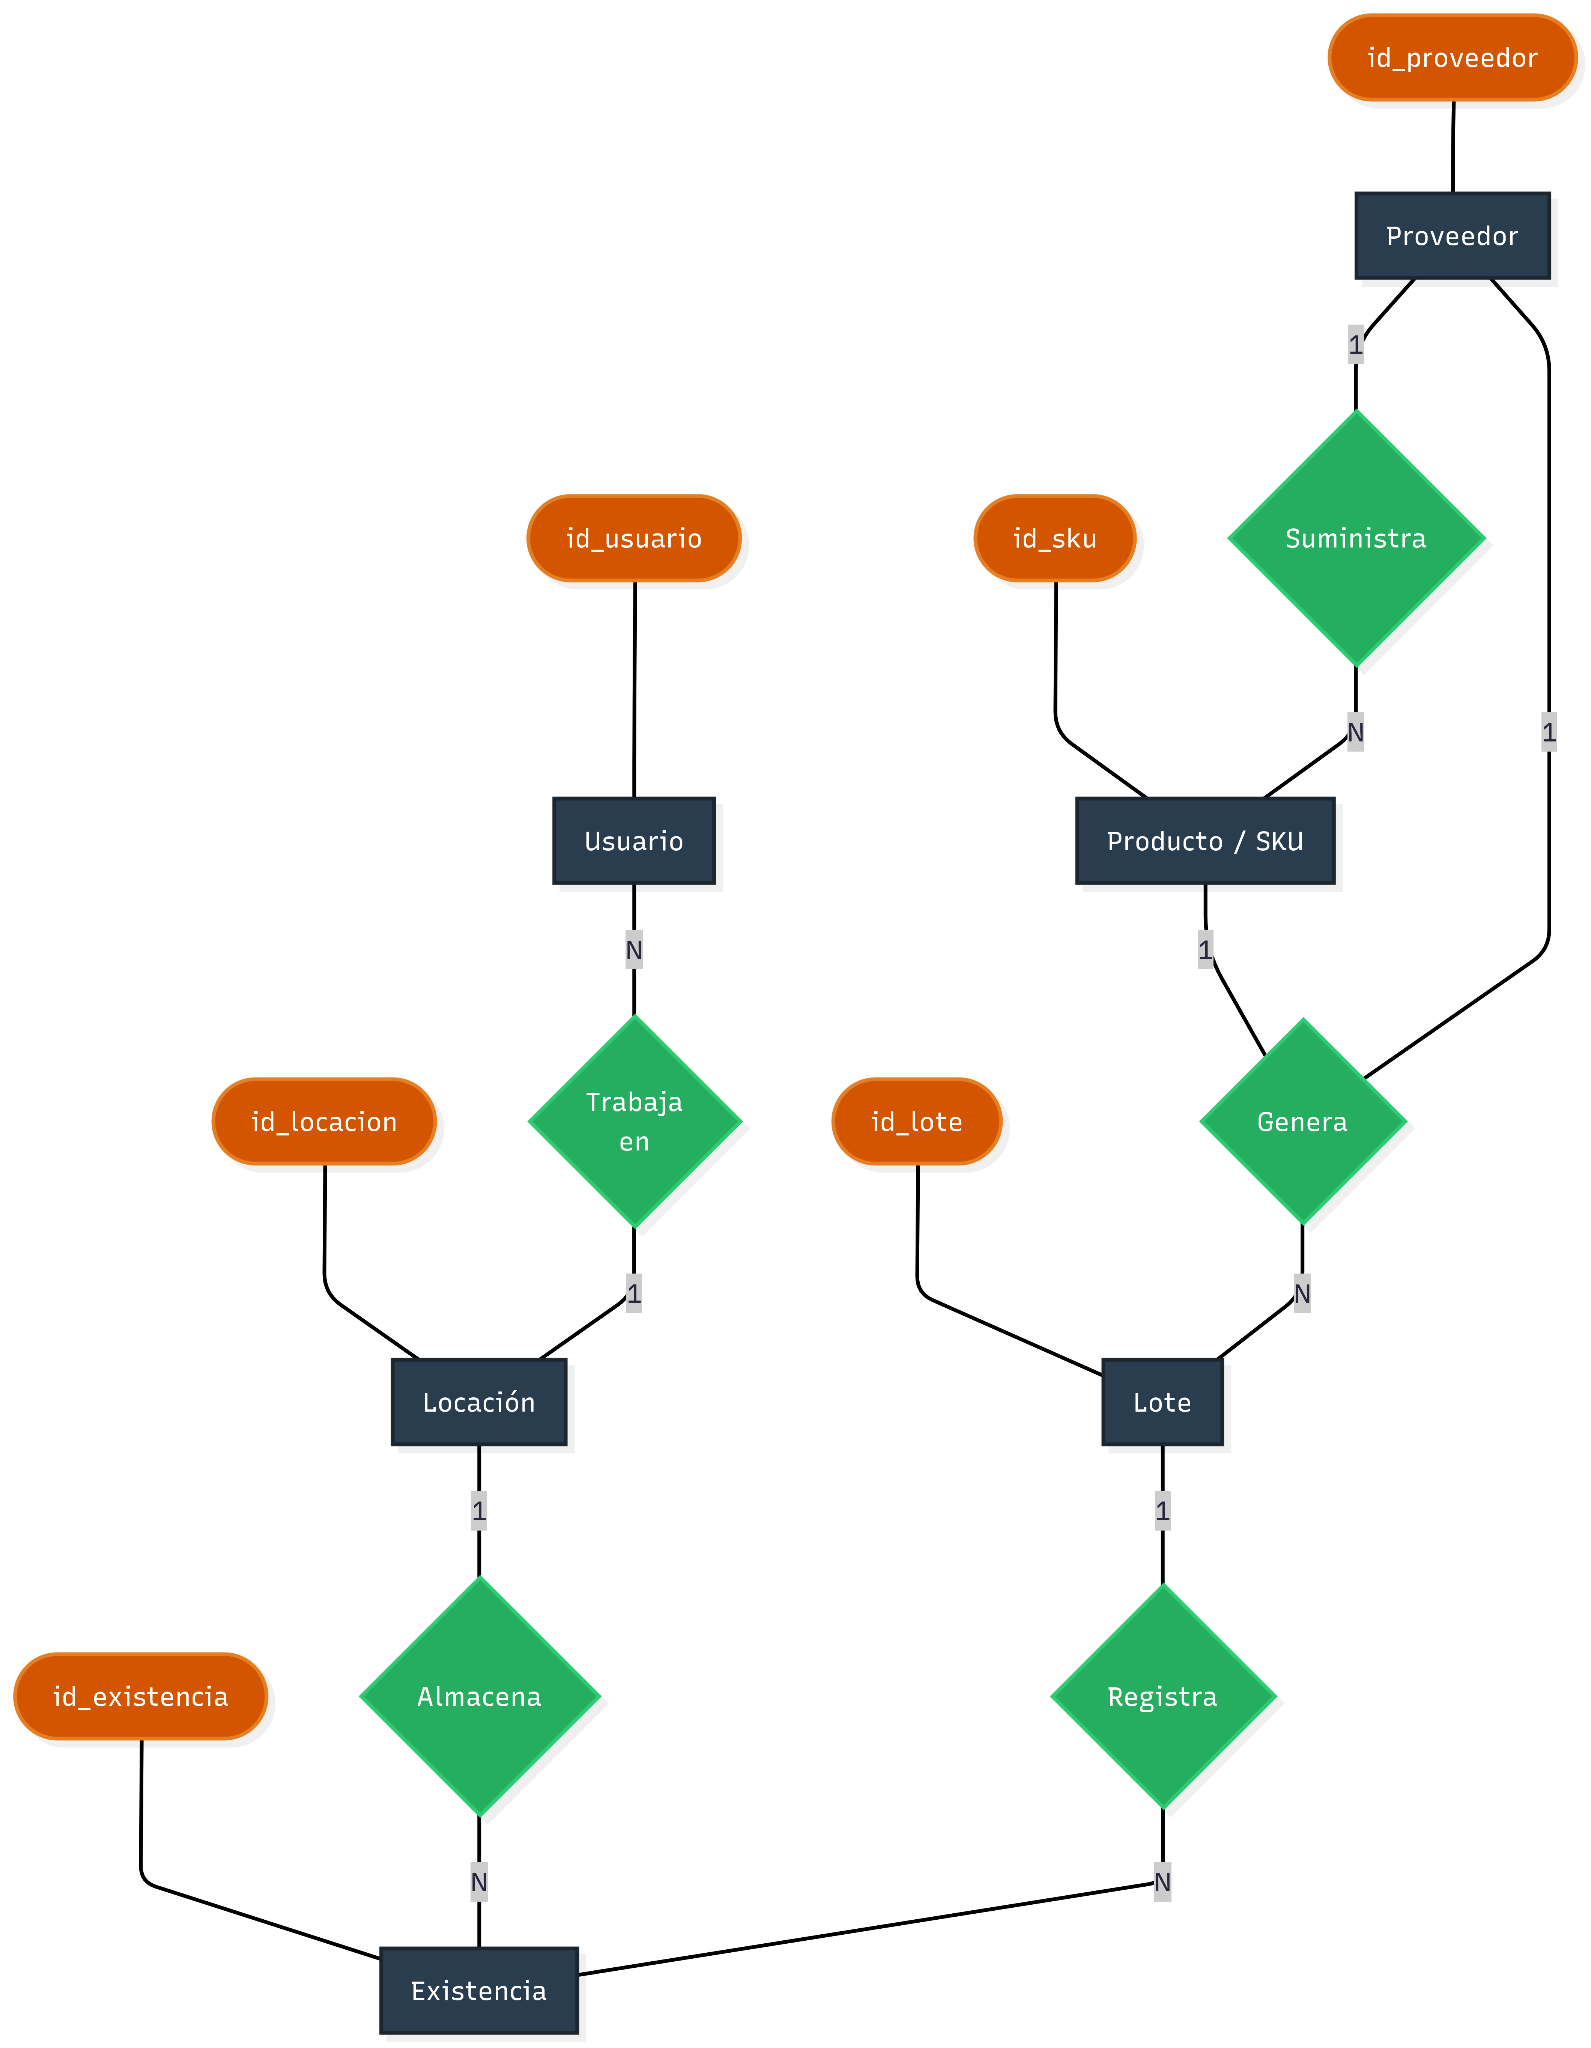 id_proveedor
Proveedor
1
id_usuario
id_sku
Suministra
N
1
Usuario
Producto / SKU
N
1
id_locacion
Trabaja
en
id_lote
Genera
1
N
Locación
Lote
1
1
id_existencia
Almacena
Registra
N
N
Existencia